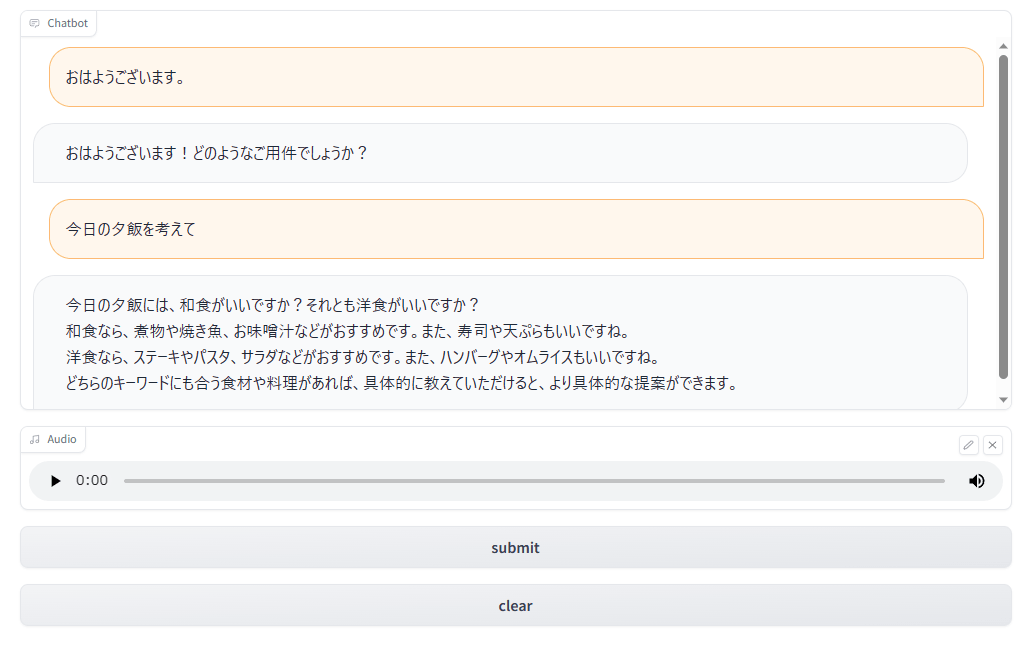 Chatbot
おはようございます。
おはようございます！どのようなご用件でしょうか？
今日の夕飯を考えて
今日の夕飯には、和食がいいですか？それとも洋食がいいですか？
和食なら、煮物や焼き魚、お味噌汁などがおすすめです。また、寿司や天ぷらもいいですね。
洋食なら、ステーキやパスタ、サラダなどがおすすめです。また、ハンバーグやオムライスもいいですね。
どちらのキーワードにも合う食材や料理があれば、具体的に教えていただけると、より具体的な提案ができます。
Audio
0:00
submit
clear